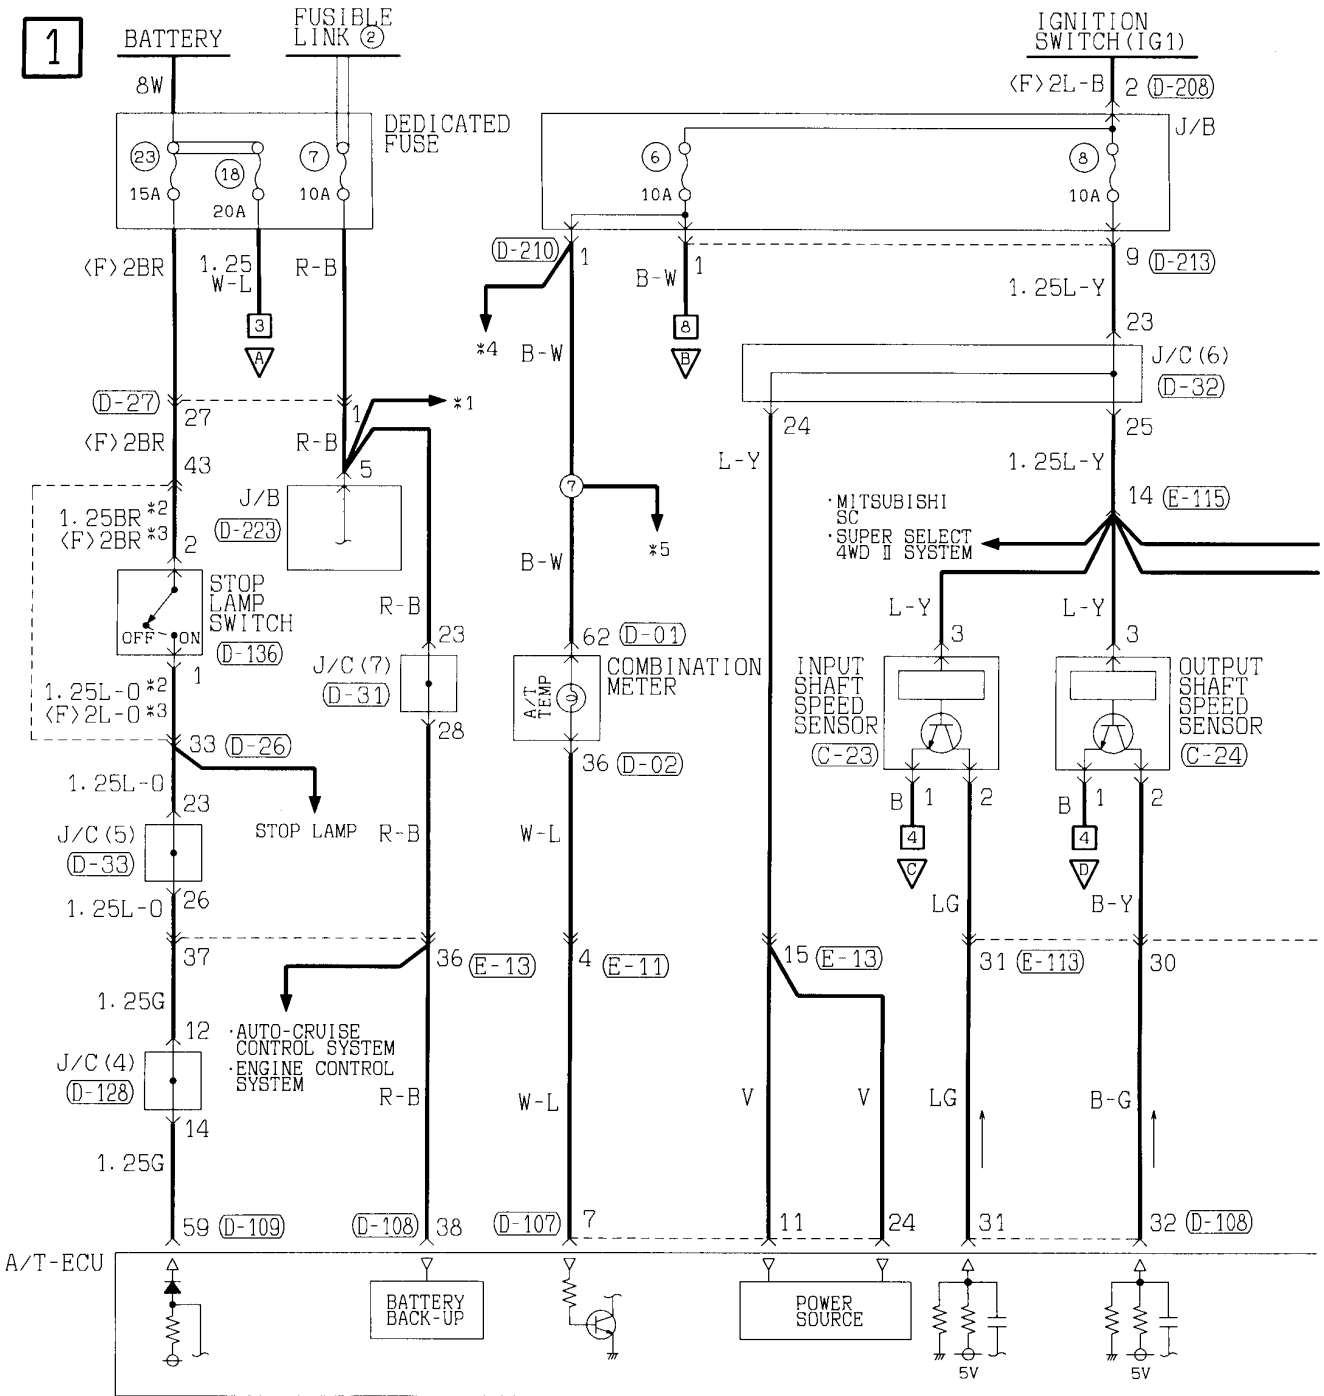 1
BATTERY
FUSIBLE
LINK ②
IGNITION
SWITCH(IG1)
8W
<F>2L-B
2 (D-208)
DEDICATED
FUSE
J/B
23
15A
18
20A
7
10A
6
10A
8
10A
<F>2BR
1.25
W-L
R-B
(D-210)
1
B-W
1
9 (D-213)
1.25L-Y
3
A
*4
B-W
8
B
23
J/C(6)
(D-32)
(D-27)
27
1
*1
24
25
<F>2BR
R-B
L-Y
1.25L-Y
43
5
7
14 (E-115)
1.25BR *2
<F>2BR *3
2
J/B
(D-223)
*5
·MITSUBISHI
SC
·SUPER SELECT
4WD Ⅱ SYSTEM
B-W
STOP
LAMP
SWITCH
OFF
ON
(D-136)
1
R-B
23
L-Y
L-Y
62 (D-01)
3
3
J/C(7)
(D-31)
28
A/T
TEMP
COMBINATION
METER
INPUT
SHAFT
SPEED
SENSOR
(C-23)
OUTPUT
SHAFT
SPEED
SENSOR
(C-24)
1.25L-O *2
<F>2L-O *3
33 (D-26)
36 (D-02)
1.25L-O
23
B
1
2
B
1
2
STOP LAMP
J/C(5)
(D-33)
R-B
W-L
4
C
4
D
26
1.25L-O
LG
B-Y
37
36 (E-13)
4 (E-11)
15 (E-13)
31 (E-113)
30
1.25G
12
·AUTO-CRUISE
CONTROL SYSTEM
·ENGINE CONTROL
SYSTEM
J/C(4)
(D-128)
R-B
W-L
V
V
LG
B-G
14
1.25G
59 (D-109)
(D-108) 38
(D-107) 7
11
24
31
32 (D-108)
A/T-ECU
BATTERY
BACK-UP
POWER
SOURCE
5V
5V